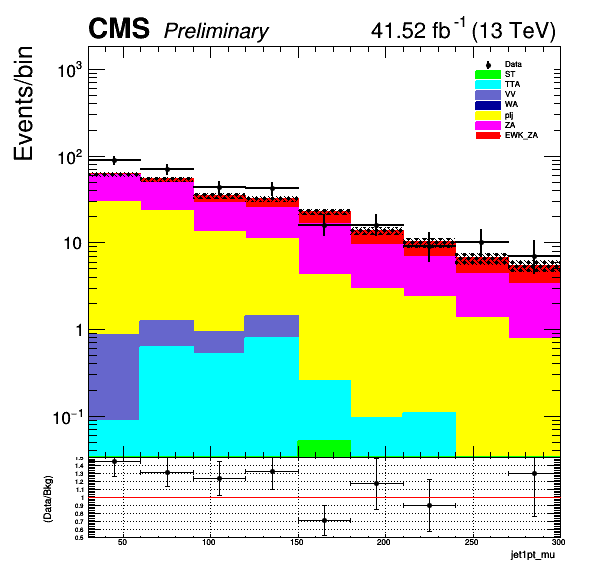 CMS Preliminary 41.52 fb⁻¹ (13 TeV)
Events/bin
10³
10²
10
1
10⁻¹
Data
ST
TTA
VV
WA
plj
ZA
EWK_ZA
(Data/Bkg)
1.5
1.4
1.3
1.2
1.1
1
0.9
0.8
0.7
0.6
0.5
50 100 150 200 250 300
jet1pt_mu